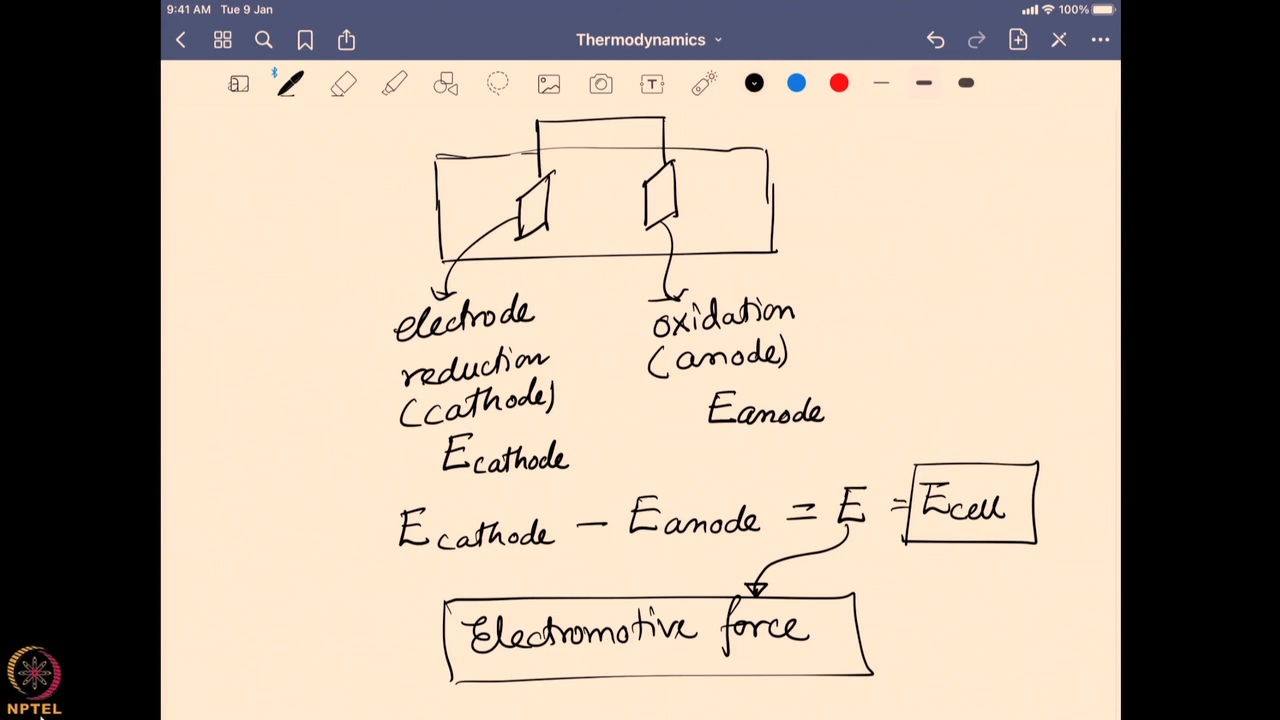 9:41 AM Tue 9 Jan
100%
Thermodynamics
T
electrode
reduction
(cathode)
Ecathode
oxidation
(anode)
Eanode
Ecathode - Eanode = E = Ecell
Electromotive force
NPTEL